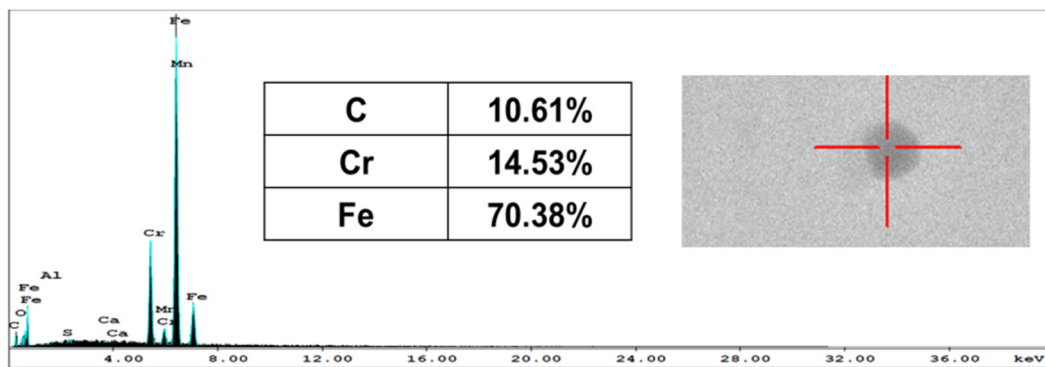 Fe
Mn
C 10.61%
Cr 14.53%
Fe 70.38%
Cr
Al
Fe
Fe
O
C
S
Ca
Ca
Mn
Cr
Fe
4.00 8.00 12.00 16.00 20.00 24.00 28.00 32.00 36.00 keV